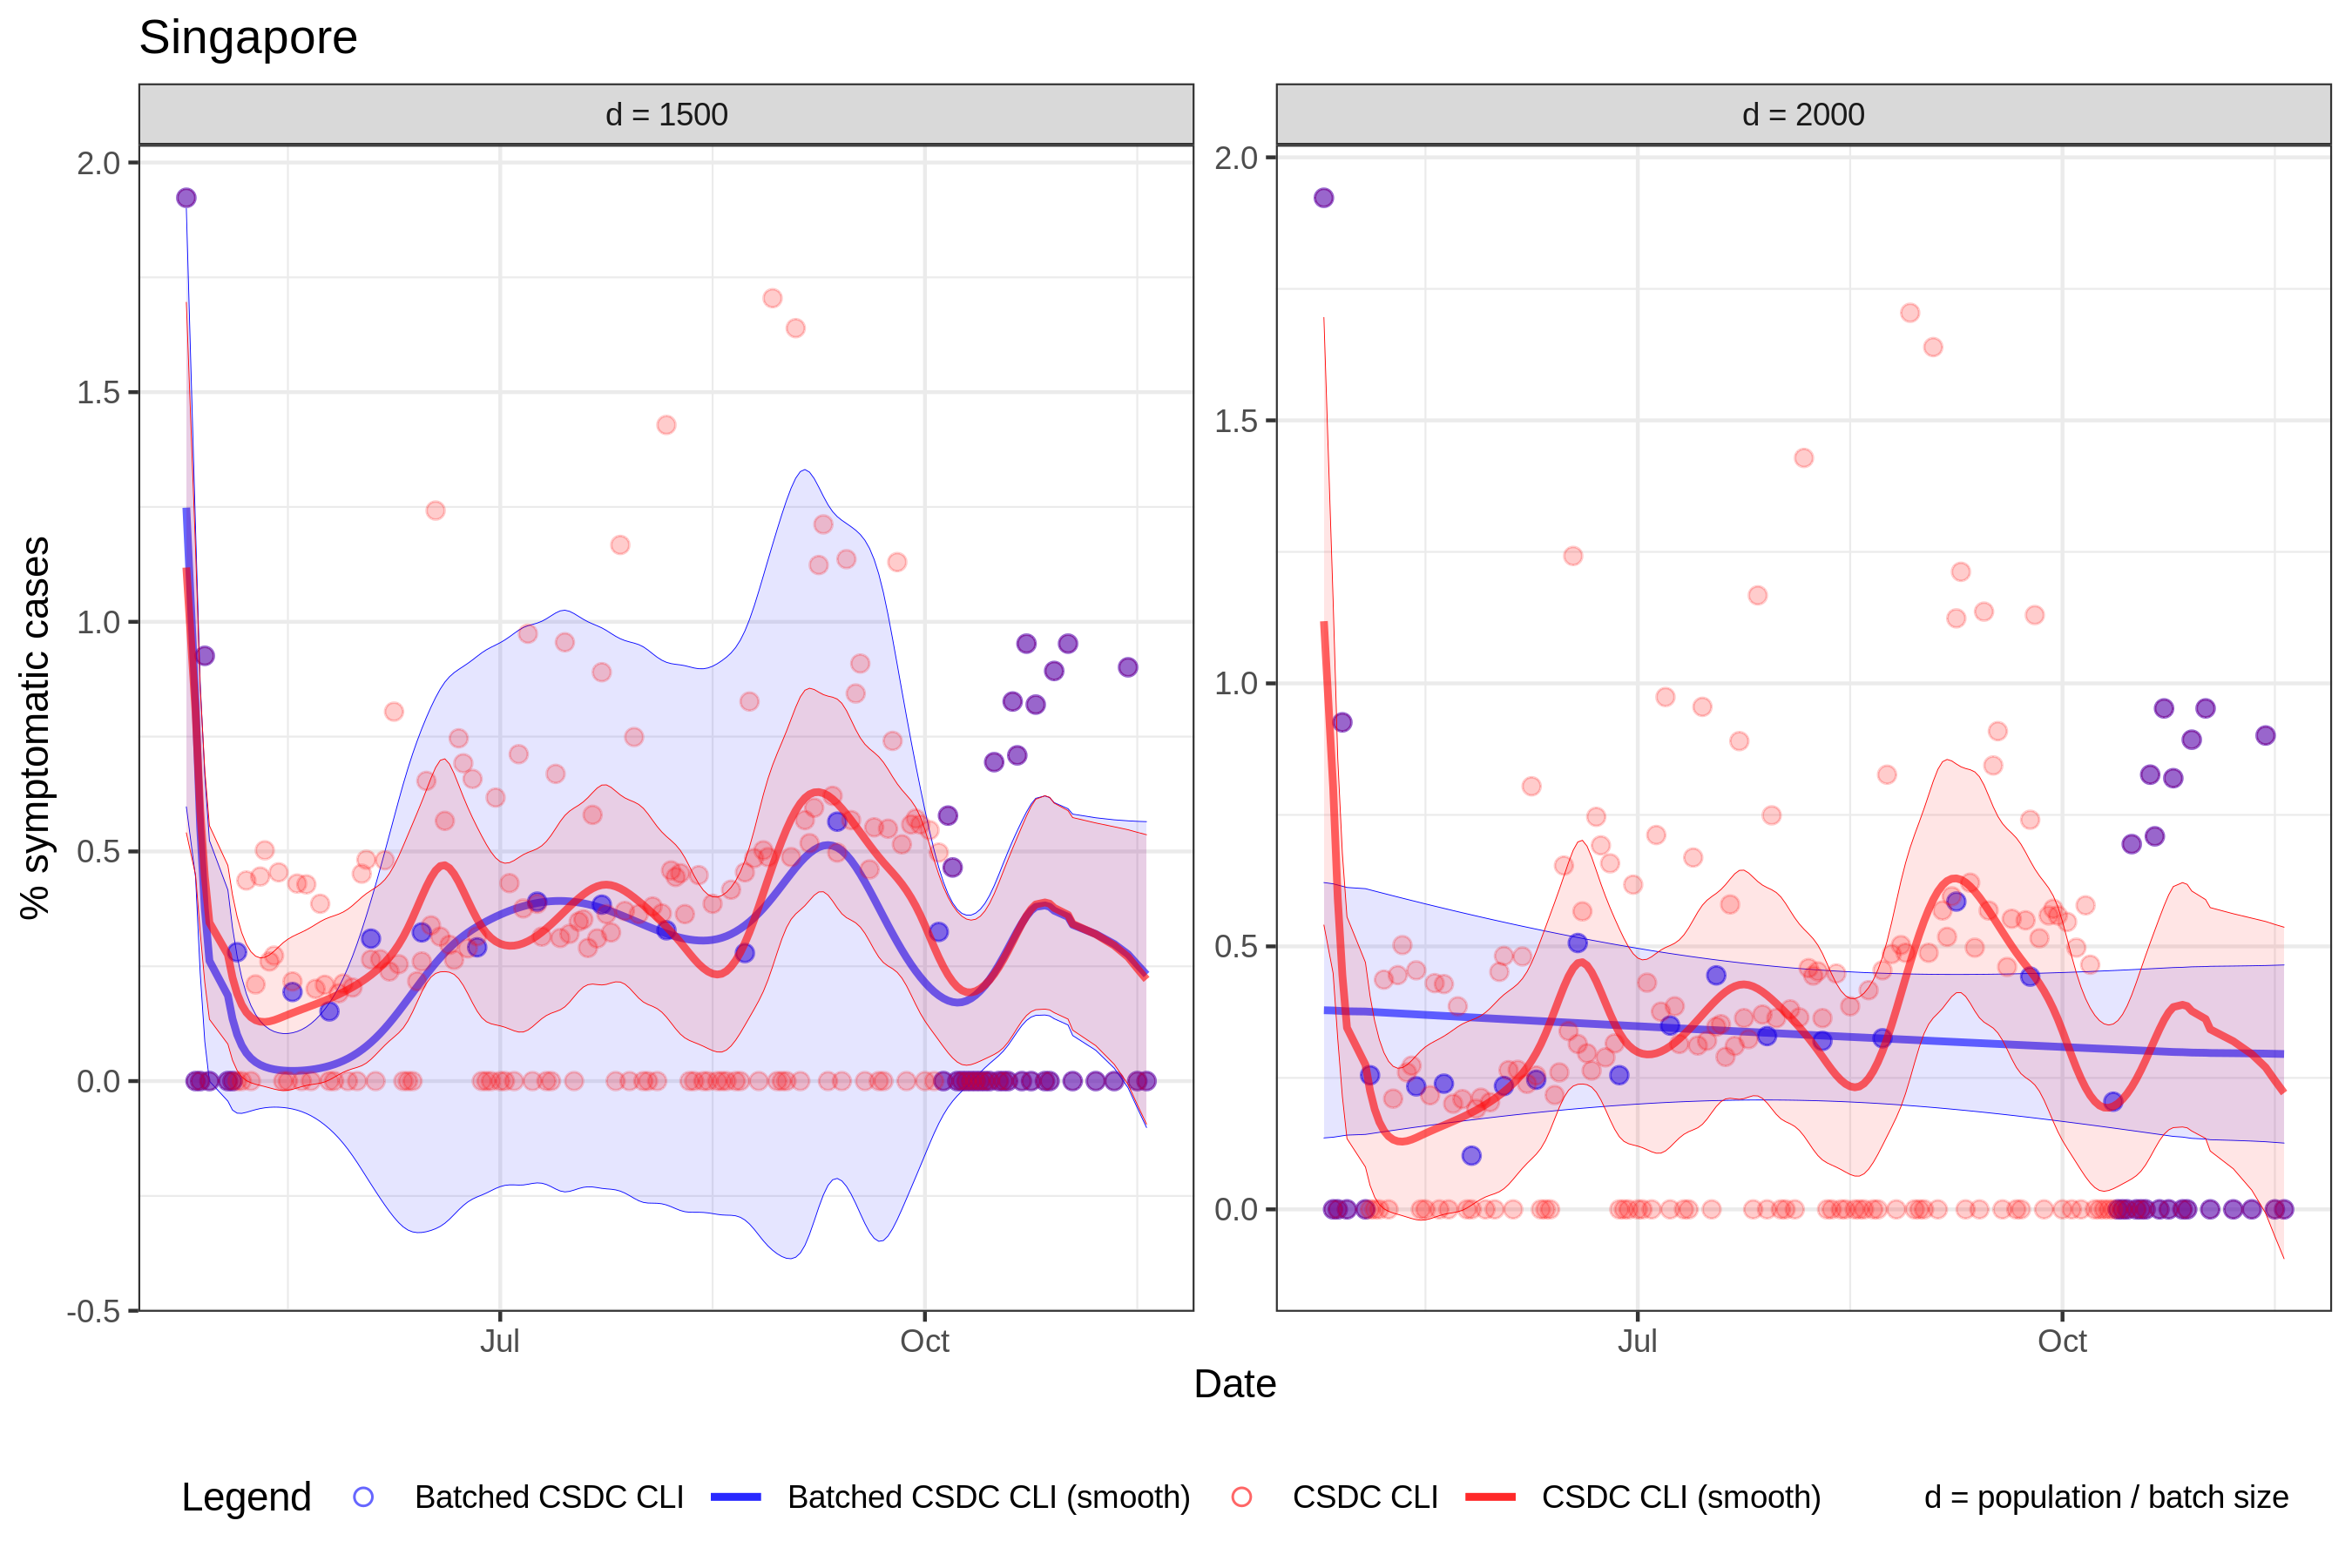 Singapore
d = 1500
d = 2000
% symptomatic cases
2.0
1.5
1.0
0.5
0.0
-0.5
2.0
1.5
1.0
0.5
0.0
Jul
Oct
Jul
Oct
Date
Legend
Batched CSDC CLI
Batched CSDC CLI (smooth)
CSDC CLI
CSDC CLI (smooth)
d = population / batch size